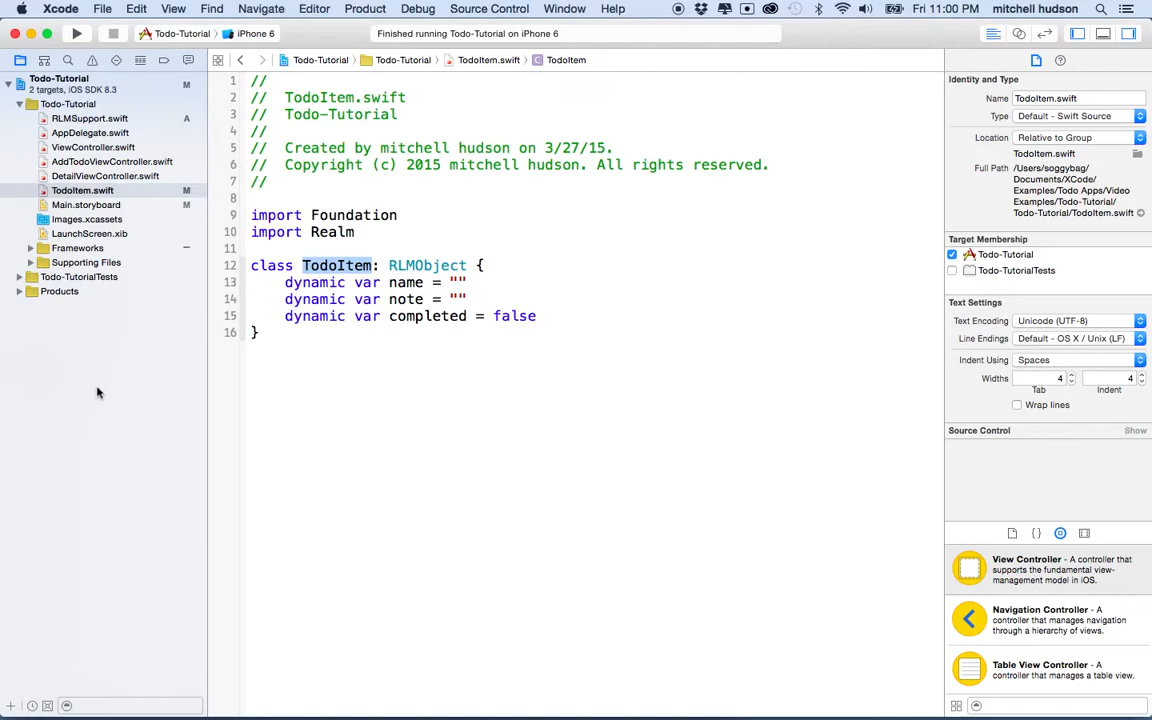 Xcode File Edit View Find Navigate Editor Product Debug Source Control Window Help Fri 11:00 PM mitchell hudson
Todo-Tutorial iPhone 6 Finished running Todo-Tutorial on iPhone 6
Todo-Tutorial Todo-Tutorial TodoItem.swift TodoItem
Todo-Tutorial
2 targets, iOS SDK 8.3 M
Todo-Tutorial
RLMSupport.swift A
AppDelegate.swift
ViewController.swift
AddTodoViewController.swift
DetailViewController.swift
TodoItem.swift M
Main.storyboard M
Images.xcassets
LaunchScreen.xib
Frameworks
Supporting Files
Todo-TutorialTests
Products
1 //
2 // TodoItem.swift
3 // Todo-Tutorial
4 //
5 // Created by mitchell hudson on 3/27/15.
6 // Copyright (c) 2015 mitchell hudson. All rights reserved.
7 //
8
9 import Foundation
10 import Realm
11
12 class TodoItem: RLMObject {
13 dynamic var name = ""
14 dynamic var note = ""
15 dynamic var completed = false
16 }
Identity and Type
Name TodoItem.swift
Type Default - Swift Source
Location Relative to Group
TodoItem.swift
Full Path /Users/soggybag/
Documents/XCode/
Examples/Todo Apps/Video
Examples/Todo-Tutorial/
Todo-Tutorial/TodoItem.swift
Target Membership
Todo-Tutorial
Todo-TutorialTests
Text Settings
Text Encoding Unicode (UTF-8)
Line Endings Default - OS X / Unix (LF)
Indent Using Spaces
Widths 4 4
Tab Indent
Wrap lines
Source Control Show
View Controller - A controller that
supports the fundamental view-
management model in iOS.
Navigation Controller - A
controller that manages navigation
through a hierarchy of views.
Table View Controller - A
controller that manages a table view.